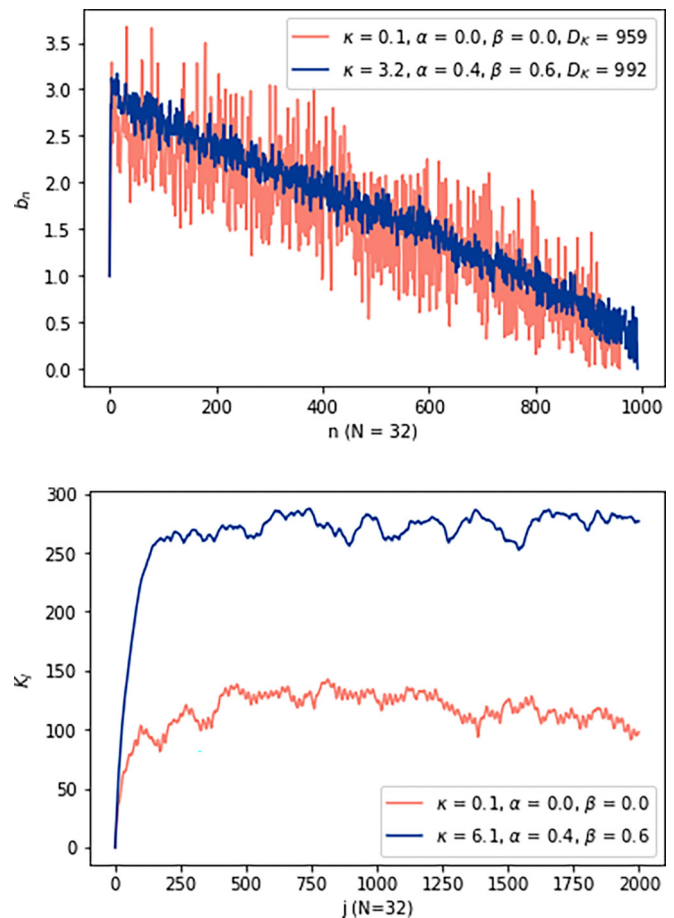 κ = 0.1, α = 0.0, β = 0.0, D_K = 959
κ = 3.2, α = 0.4, β = 0.6, D_K = 992
3.5
3.0
2.5
2.0
1.5
1.0
0.5
0.0
b_n
0 200 400 600 800 1000
n (N = 32)
300
250
200
150
100
50
0
K_j
κ = 0.1, α = 0.0, β = 0.0
κ = 6.1, α = 0.4, β = 0.6
0 250 500 750 1000 1250 1500 1750 2000
j (N=32)